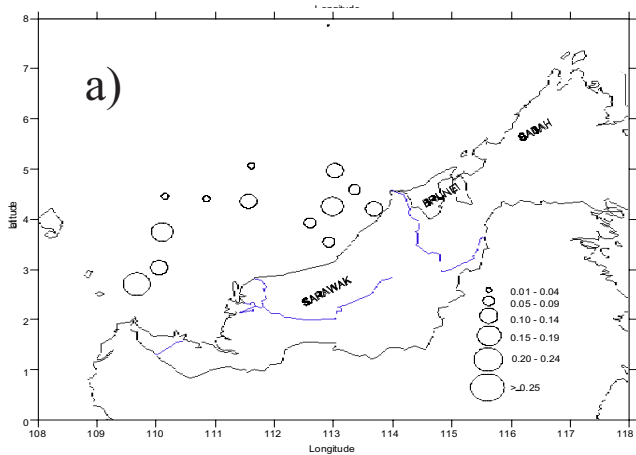 Longitude
a)
8
7
6
5
4
3
2
1
0
latitude
SABAH
BRUNEI
SARAWAK
0.01 - 0.04
0.05 - 0.09
0.10 - 0.14
0.15 - 0.19
0.20 - 0.24
> 0.25
108 109 110 111 112 113 114 115 116 117 118
Longitude